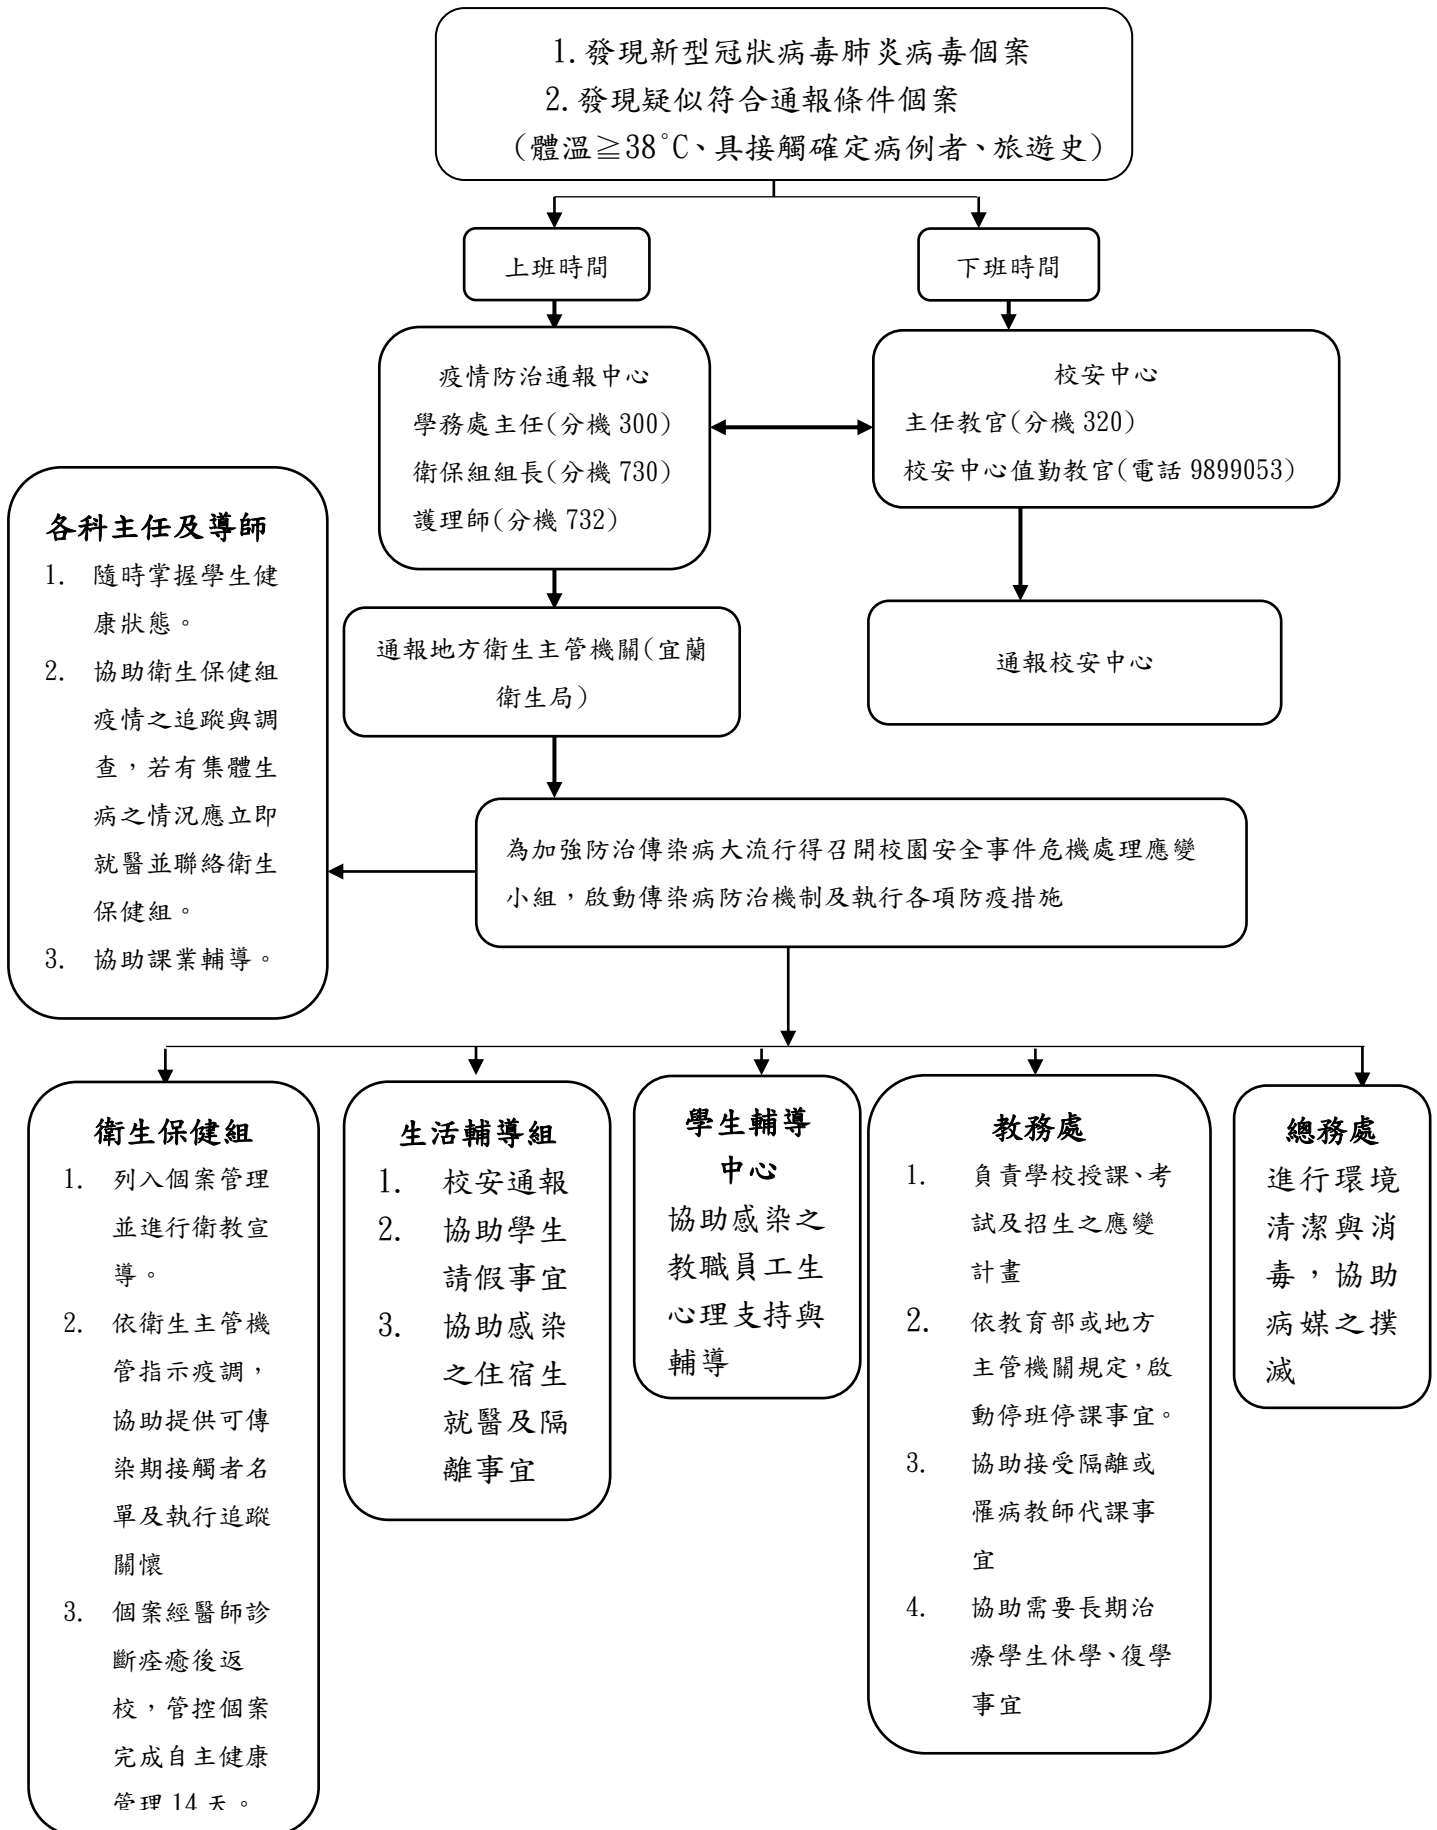 1.發現新型冠狀病毒肺炎病毒個案
2.發現疑似符合通報條件個案
(體溫≧38°C、具接觸確定病例者、旅遊史)
上班時間
下班時間
疫情防治通報中心
學務處主任(分機 300)
衛保組組長(分機 730)
護理師(分機 732)
校安中心
主任教官(分機 320)
校安中心值勤教官(電話 9899053)
各科主任及導師
1. 隨時掌握學生健
康狀態。
2. 協助衛生保健組
疫情之追蹤與調
查，若有集體生
病之情況應立即
就醫並聯絡衛生
保健組。
3. 協助課業輔導。
通報地方衛生主管機關(宜蘭
衛生局)
通報校安中心
為加強防治傳染病大流行得召開校園安全事件危機處理應變
小組，啟動傳染病防治機制及執行各項防疫措施
衛生保健組
1. 列入個案管理
並進行衛教宣
導。
2. 依衛生主管機
管指示疫調，
協助提供可傳
染期接觸者名
單及執行追蹤
關懷
3. 個案經醫師診
斷痊癒後返
校，管控個案
完成自主健康
管理 14 天。
生活輔導組
1. 校安通報
2. 協助學生
請假事宜
3. 協助感染
之住宿生
就醫及隔
離事宜
學生輔導
中心
協助感染之
教職員工生
心理支持與
輔導
教務處
1. 負責學校授課、考
試及招生之應變
計畫
2. 依教育部或地方
主管機關規定，啟
動停班停課事宜。
3. 協助接受隔離或
罹病教師代課事
宜
4. 協助需要長期治
療學生休學、復學
事宜
總務處
進行環境
清潔與消
毒，協助
病媒之撲
滅